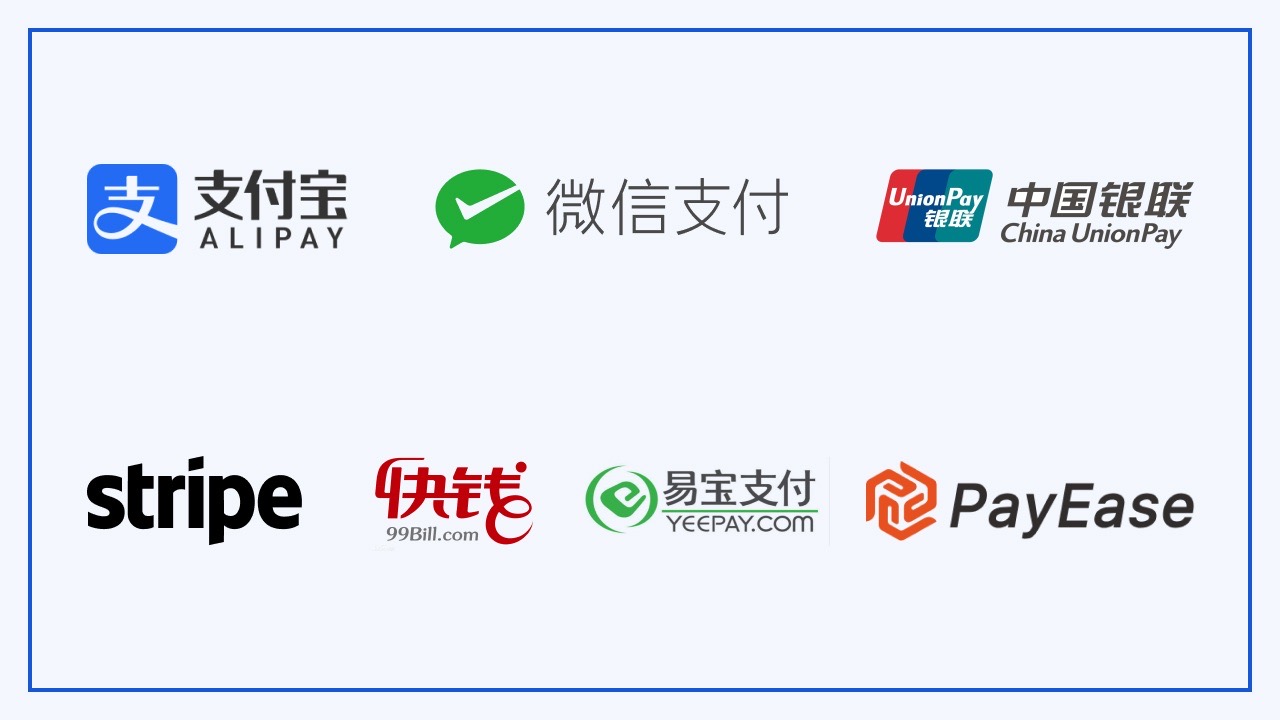 支 支付宝
ALIPAY
微信支付
UnionPay
银联
中国银联
China UnionPay
stripe
快钱
99Bill.com
易宝支付
YEEPAY.COM
PayEase